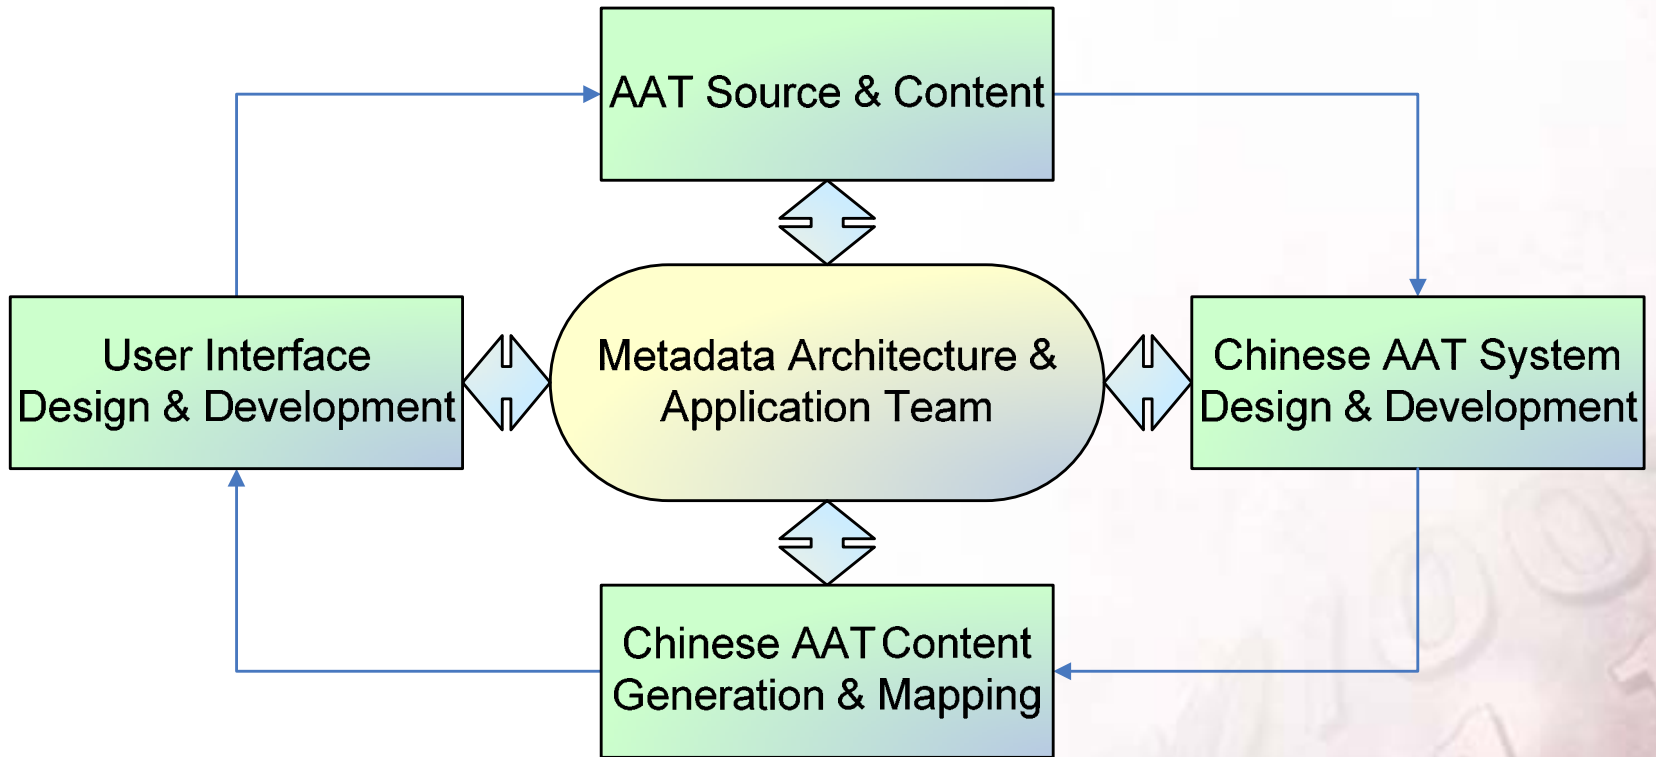 AAT Source & Content
User Interface
Design & Development
Metadata Architecture &
Application Team
Chinese AAT System
Design & Development
Chinese AAT Content
Generation & Mapping